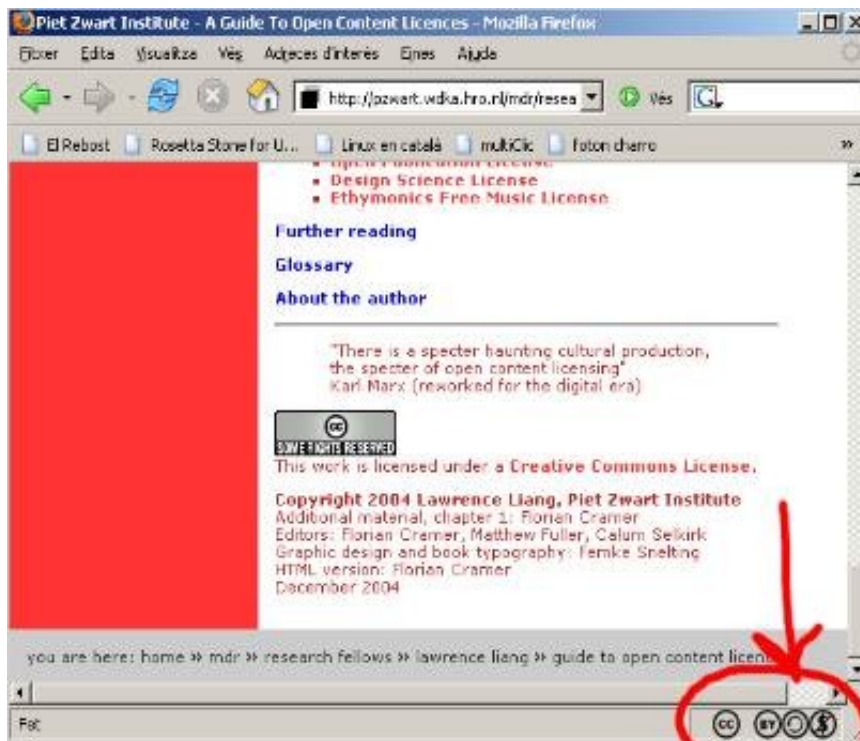 Piet Zwart Institute - A Guide To Open Content Licences - Mozilla Firefox
Fitxer Edita Visualitza Vés Adreces d'interès Eines Ajuda
http://pzwart.wdka.hro.nl/mdr/resea Vés G
El Rebost Rosetta Stone for U... Linux en català multiClic foton charro »
Open Publication License
Design Science License
Ethymonics Free Music License
Further reading
Glossary
About the author
"There is a specter haunting cultural production,
the specter of open content licensing"
Karl Marx (reworked for the digital era)
cc
SOME RIGHTS RESERVED
This work is licensed under a Creative Commons License.
Copyright 2004 Lawrence Liang, Piet Zwart Institute
Additional material, chapter 1: Florian Cramer
Editors: Florian Cramer, Matthew Fuller, Calum Selkirk
Graphic design and book typography: Femke Snelting
HTML version: Florian Cramer
December 2004
you are here: home » mdr » research fellows » lawrence liang » guide to open content licen
Fet cc BY $